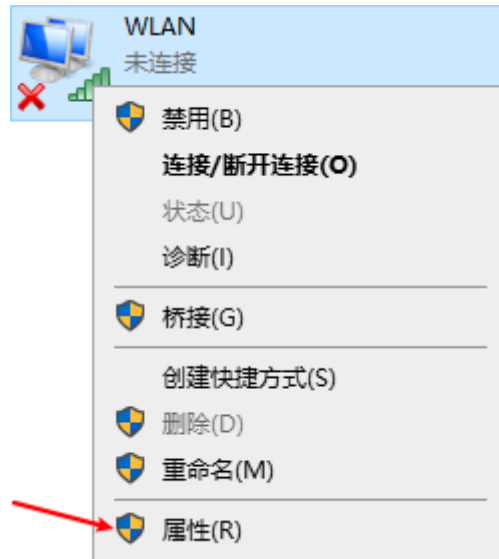 WLAN
未连接
禁用(B)
连接/断开连接(O)
状态(U)
诊断(I)
桥接(G)
创建快捷方式(S)
删除(D)
重命名(M)
属性(R)